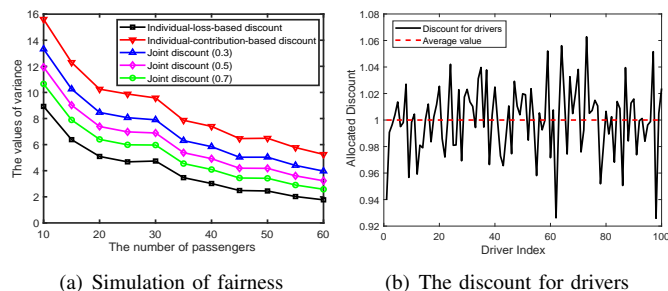 Individual-loss-based discount
Individual-contribution-based discount
Joint discount (0.3)
Joint discount (0.5)
Joint discount (0.7)
16
14
12
10
8
6
4
2
0
The values of variance
10
20
30
40
50
60
The number of passengers
(a) Simulation of fairness
Discount for drivers
Average value
1.08
1.06
1.04
1.02
1
0.98
0.96
0.94
0.92
Allocated Discount
0
20
40
60
80
100
Driver Index
(b) The discount for drivers